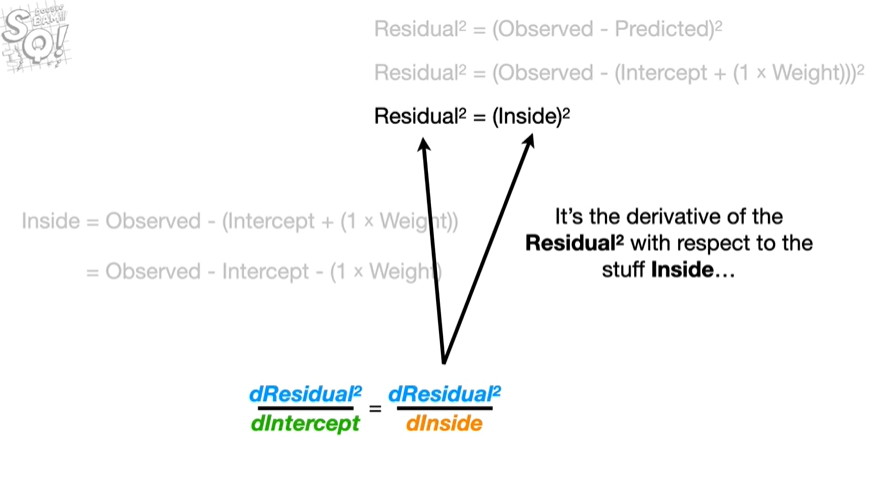 SQ!
Residual² = (Observed - Predicted)²
Residual² = (Observed - (Intercept + (1 × Weight)))²
Residual² = (Inside)²
Inside = Observed - (Intercept + (1 × Weight))
= Observed - Intercept - (1 × Weight)
It’s the derivative of the
Residual² with respect to the
stuff Inside…
dResidual² = dResidual²
dIntercept dInside